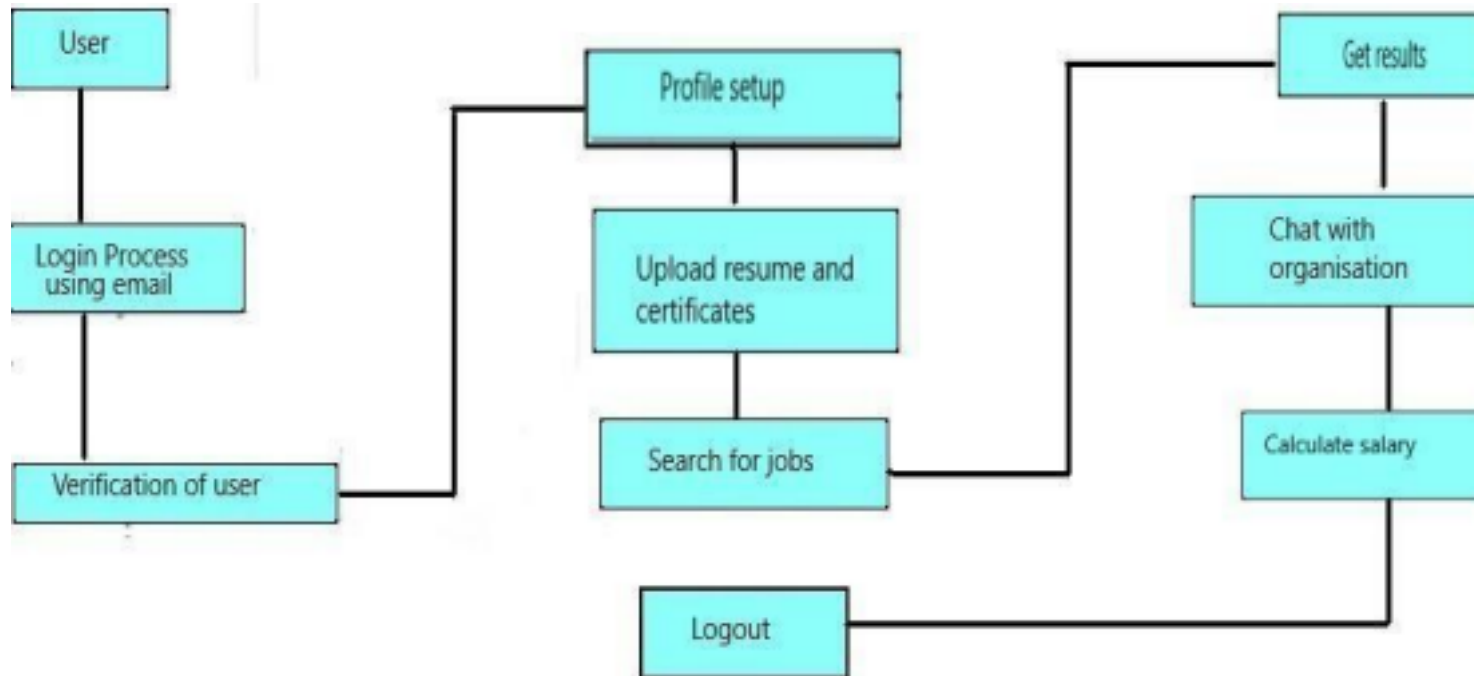 User
Login Process
using email
Verification of user
Profile setup
Upload resume and
certificates
Search for jobs
Get results
Chat with
organisation
Calculate salary
Logout